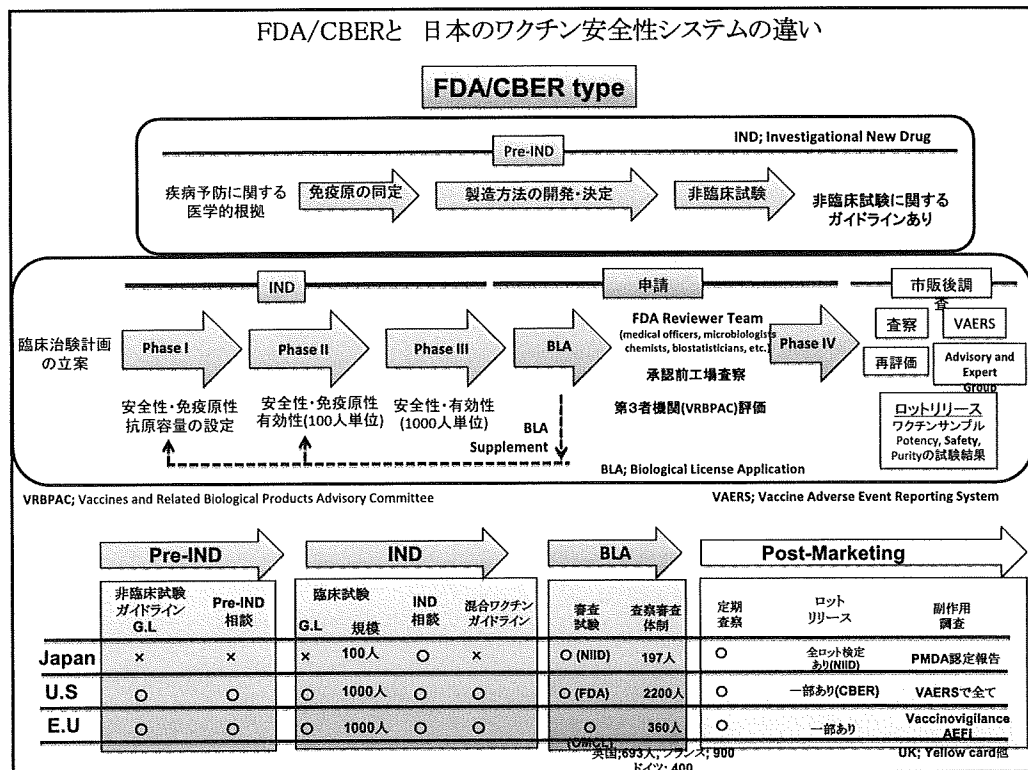 FDA/CBERと 日本のワクチン安全性システムの違い
FDA/CBER type
IND; Investigational New Drug
Pre-IND
疾病予防に関する
医学的根拠
免疫原の同定
製造方法の開発・決定
非臨床試験
非臨床試験に関する
ガイドラインあり
IND
申請
市販後調
査
臨床治験計画
の立案
Phase I
Phase II
Phase III
BLA
FDA Reviewer Team
(medical officers, microbiologists
chemists, biostatisticians, etc.)
承認前工場査察
第3者機関(VRBPAC)評価
Phase IV
査察
VAERS
再評価
Advisory and
Expert
Group
安全性・免疫原性
抗原容量の設定
安全性・免疫原性
有効性(100人単位)
安全性・有効性
(1000人単位)
BLA
Supplement
ロットリリース
ワクチンサンプル
Potency, Safety,
Purityの試験結果
BLA; Biological License Application
VRBPAC; Vaccines and Related Biological Products Advisory Committee
VAERS; Vaccine Adverse Event Reporting System
Pre-IND
IND
BLA
Post-Marketing
非臨床試験
ガイドライン
G.L
Pre-IND
相談
臨床試験
G.L 規模
IND
相談
混合ワクチン
ガイドライン
審査
試験
査察審査
体制
定期
査察
ロット
リリース
副作用
調査
Japan × × × 100人 ○ × ○ (NIID) 197人 ○ 全ロット検定あり(NIID) PMDA認定報告
U.S ○ ○ ○ 1000人 ○ ○ ○ (FDA) 2200人 ○ 一部あり(CBER) VAERSで全て
E.U ○ ○ ○ 1000人 ○ ○ ○ 360人 ○ 一部あり Vaccinovigilance AEFI
(OMCL)
英国;693人, フランス; 900
ドイツ; 400
UK; Yellow card他